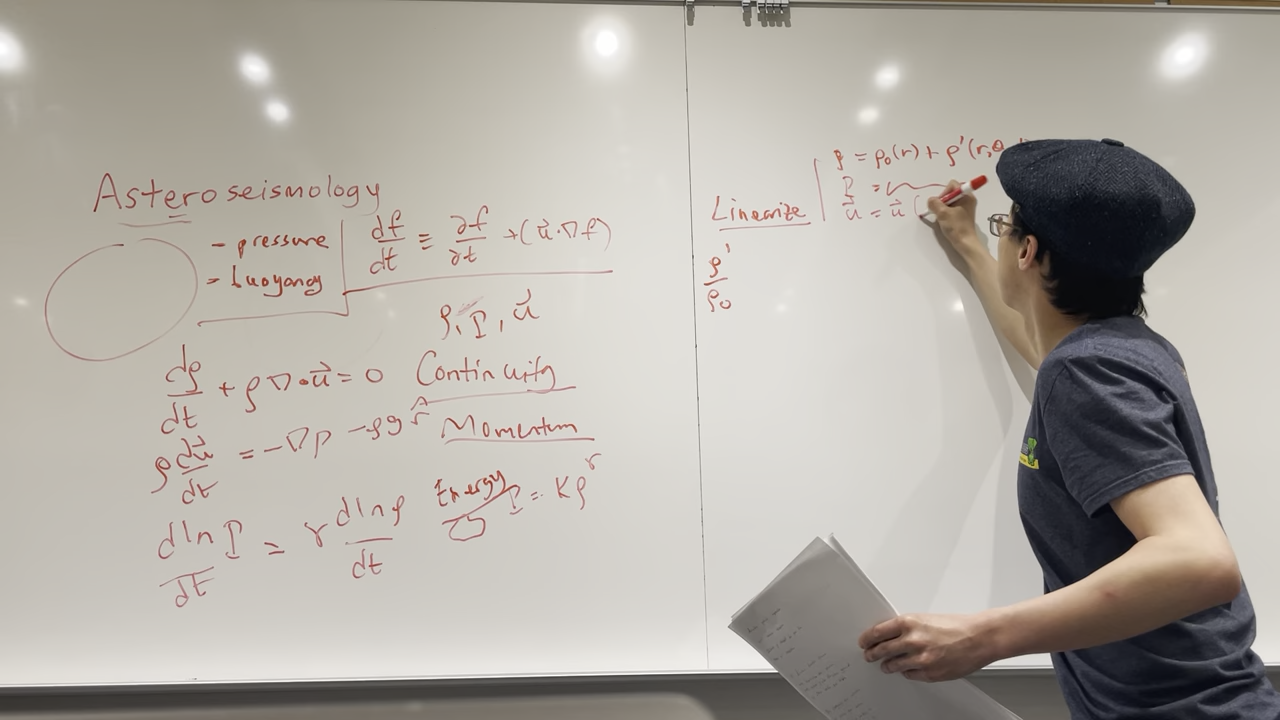 Asteroseismology
- pressure
- buoyancy
df/dt ≡ ∂f/∂t + (u⃗·∇f)
ρ, P, u⃗
dρ/dt + ρ∇·u⃗ = 0 Continuity
ρ du⃗/dt = -∇p - ρg r̂ Momentum
d ln P/dt = γ d ln ρ/dt Energy P = Kρ^γ
Linearize
ρ = ρ₀(r) + ρ'(r,θ
P =
u⃗ = u⃗ (
ρ'/ρ₀